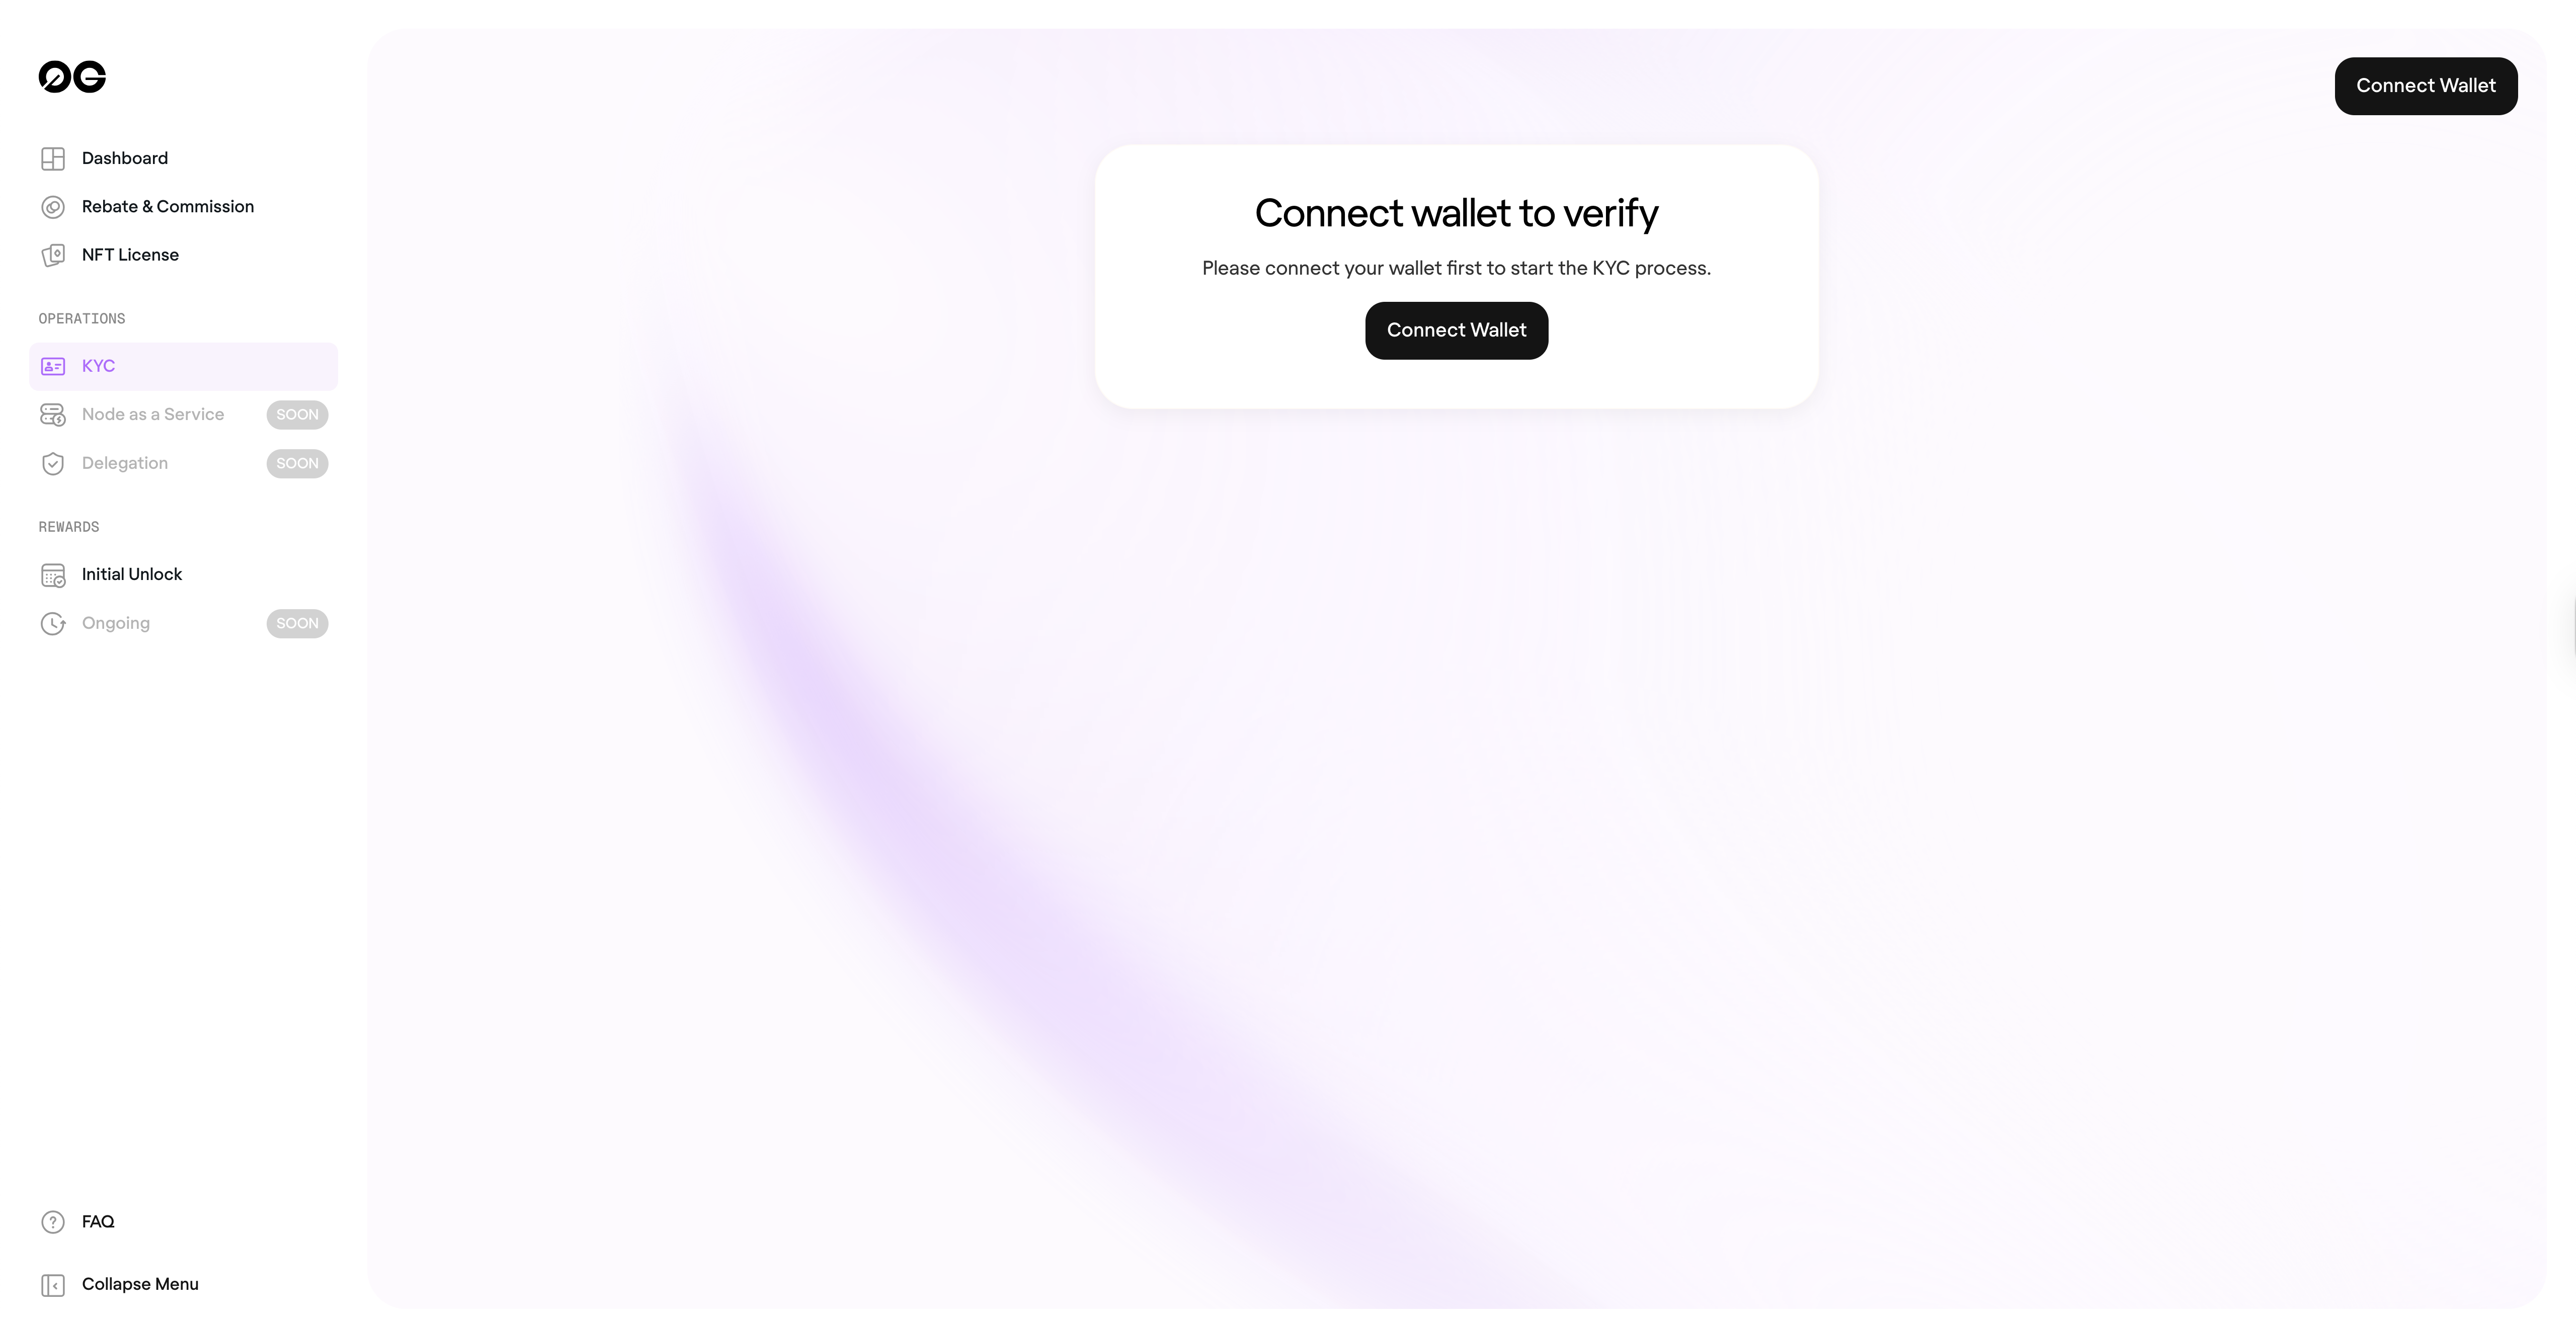 0G
Dashboard
Rebate & Commission
NFT License
OPERATIONS
KYC
Node as a Service SOON
Delegation SOON
REWARDS
Initial Unlock
Ongoing SOON
FAQ
Collapse Menu
Connect Wallet
Connect wallet to verify
Please connect your wallet first to start the KYC process.
Connect Wallet